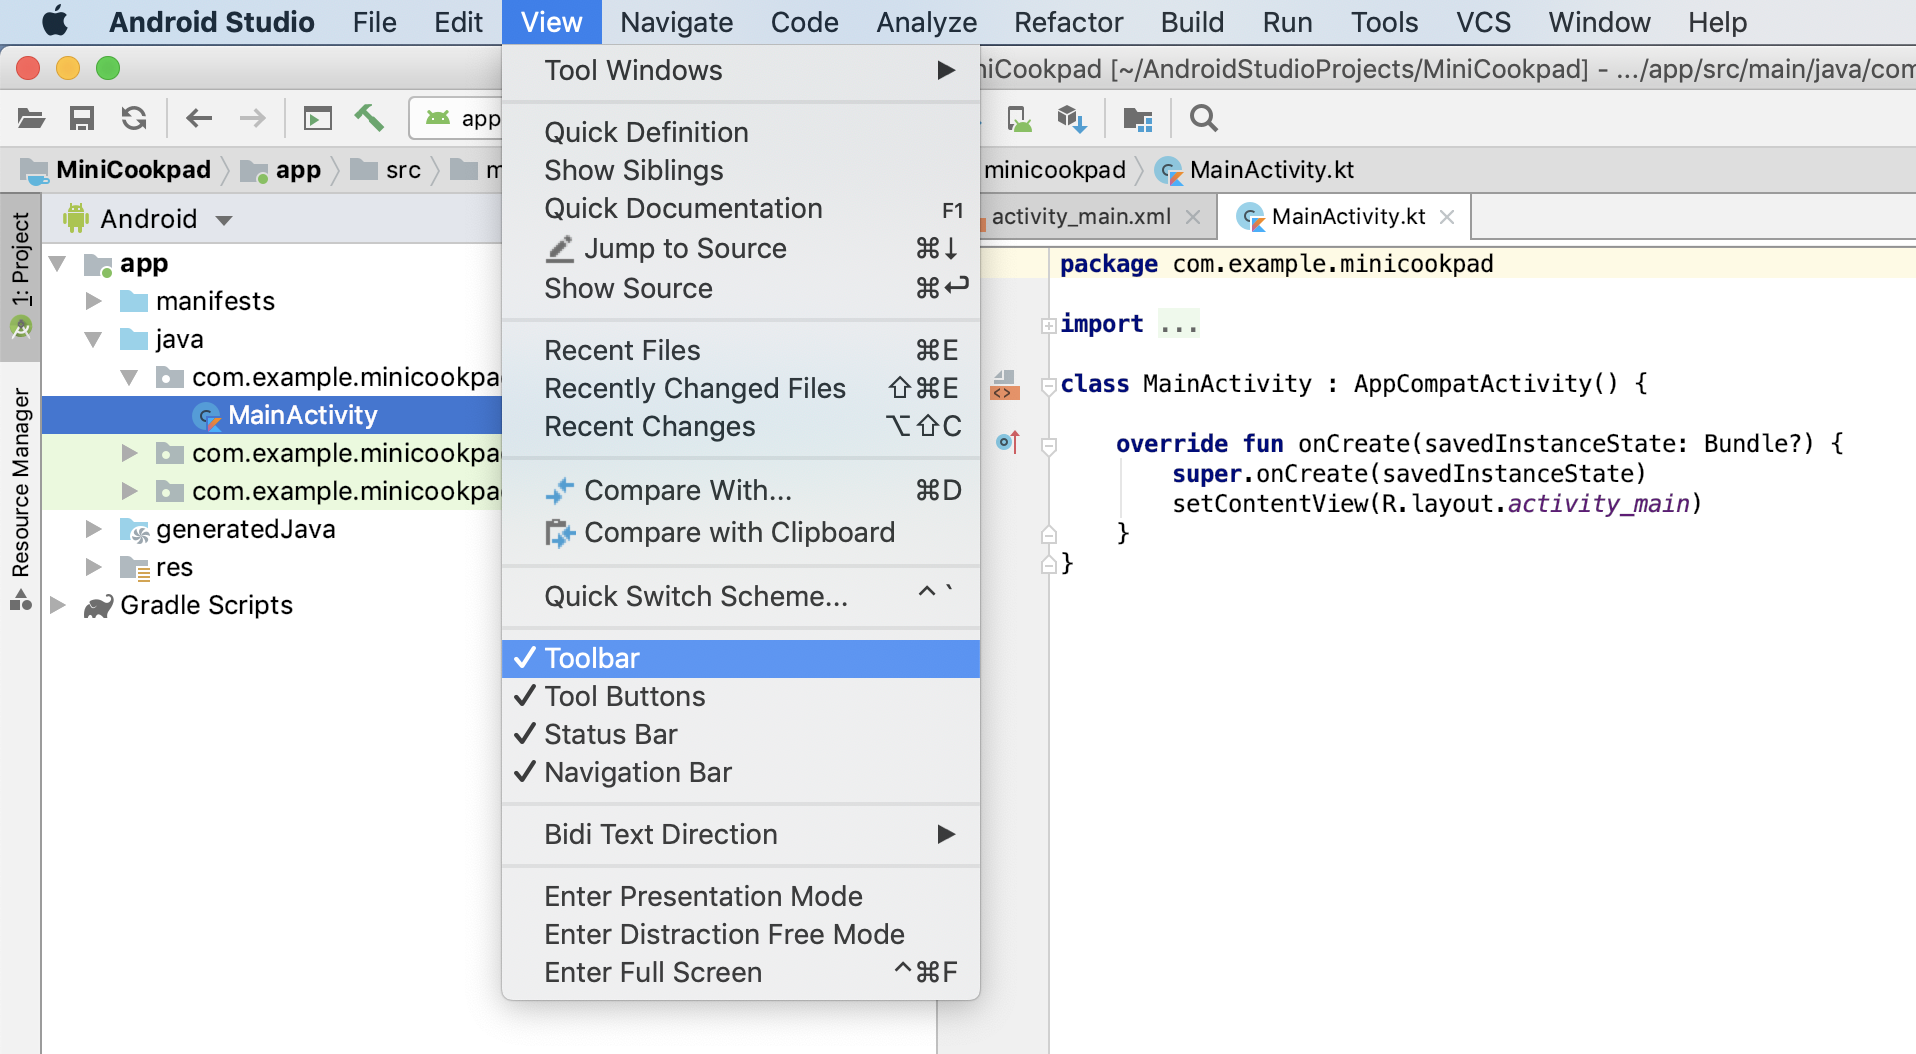 Android Studio File Edit View Navigate Code Analyze Refactor Build Run Tools VCS Window Help
niCookpad [~/AndroidStudioProjects/MiniCookpad] - .../app/src/main/java/com
app
MiniCookpad app src m
minicookpad MainActivity.kt
1: Project
Resource Manager
Android
app
manifests
java
com.example.minicookpa
MainActivity
com.example.minicookpa
com.example.minicookpa
generatedJava
res
Gradle Scripts
Tool Windows
Quick Definition
Show Siblings
Quick Documentation F1
Jump to Source ⌘↓
Show Source ⌘↩
Recent Files ⌘E
Recently Changed Files ⇧⌘E
Recent Changes ⌥⇧C
Compare With... ⌘D
Compare with Clipboard
Quick Switch Scheme... ^ `
✓ Toolbar
✓ Tool Buttons
✓ Status Bar
✓ Navigation Bar
Bidi Text Direction
Enter Presentation Mode
Enter Distraction Free Mode
Enter Full Screen ^⌘F
activity_main.xml MainActivity.kt
package com.example.minicookpad
import ...
class MainActivity : AppCompatActivity() {
override fun onCreate(savedInstanceState: Bundle?) {
super.onCreate(savedInstanceState)
setContentView(R.layout.activity_main)
}
}